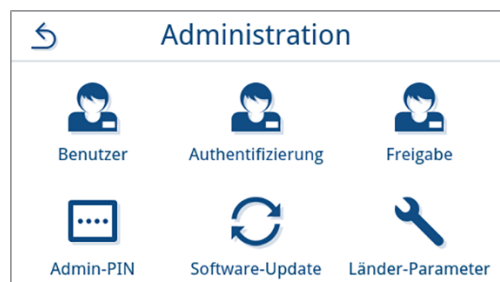 Administration
Benutzer Authentifizierung Freigabe
Admin-PIN Software-Update Länder-Parameter